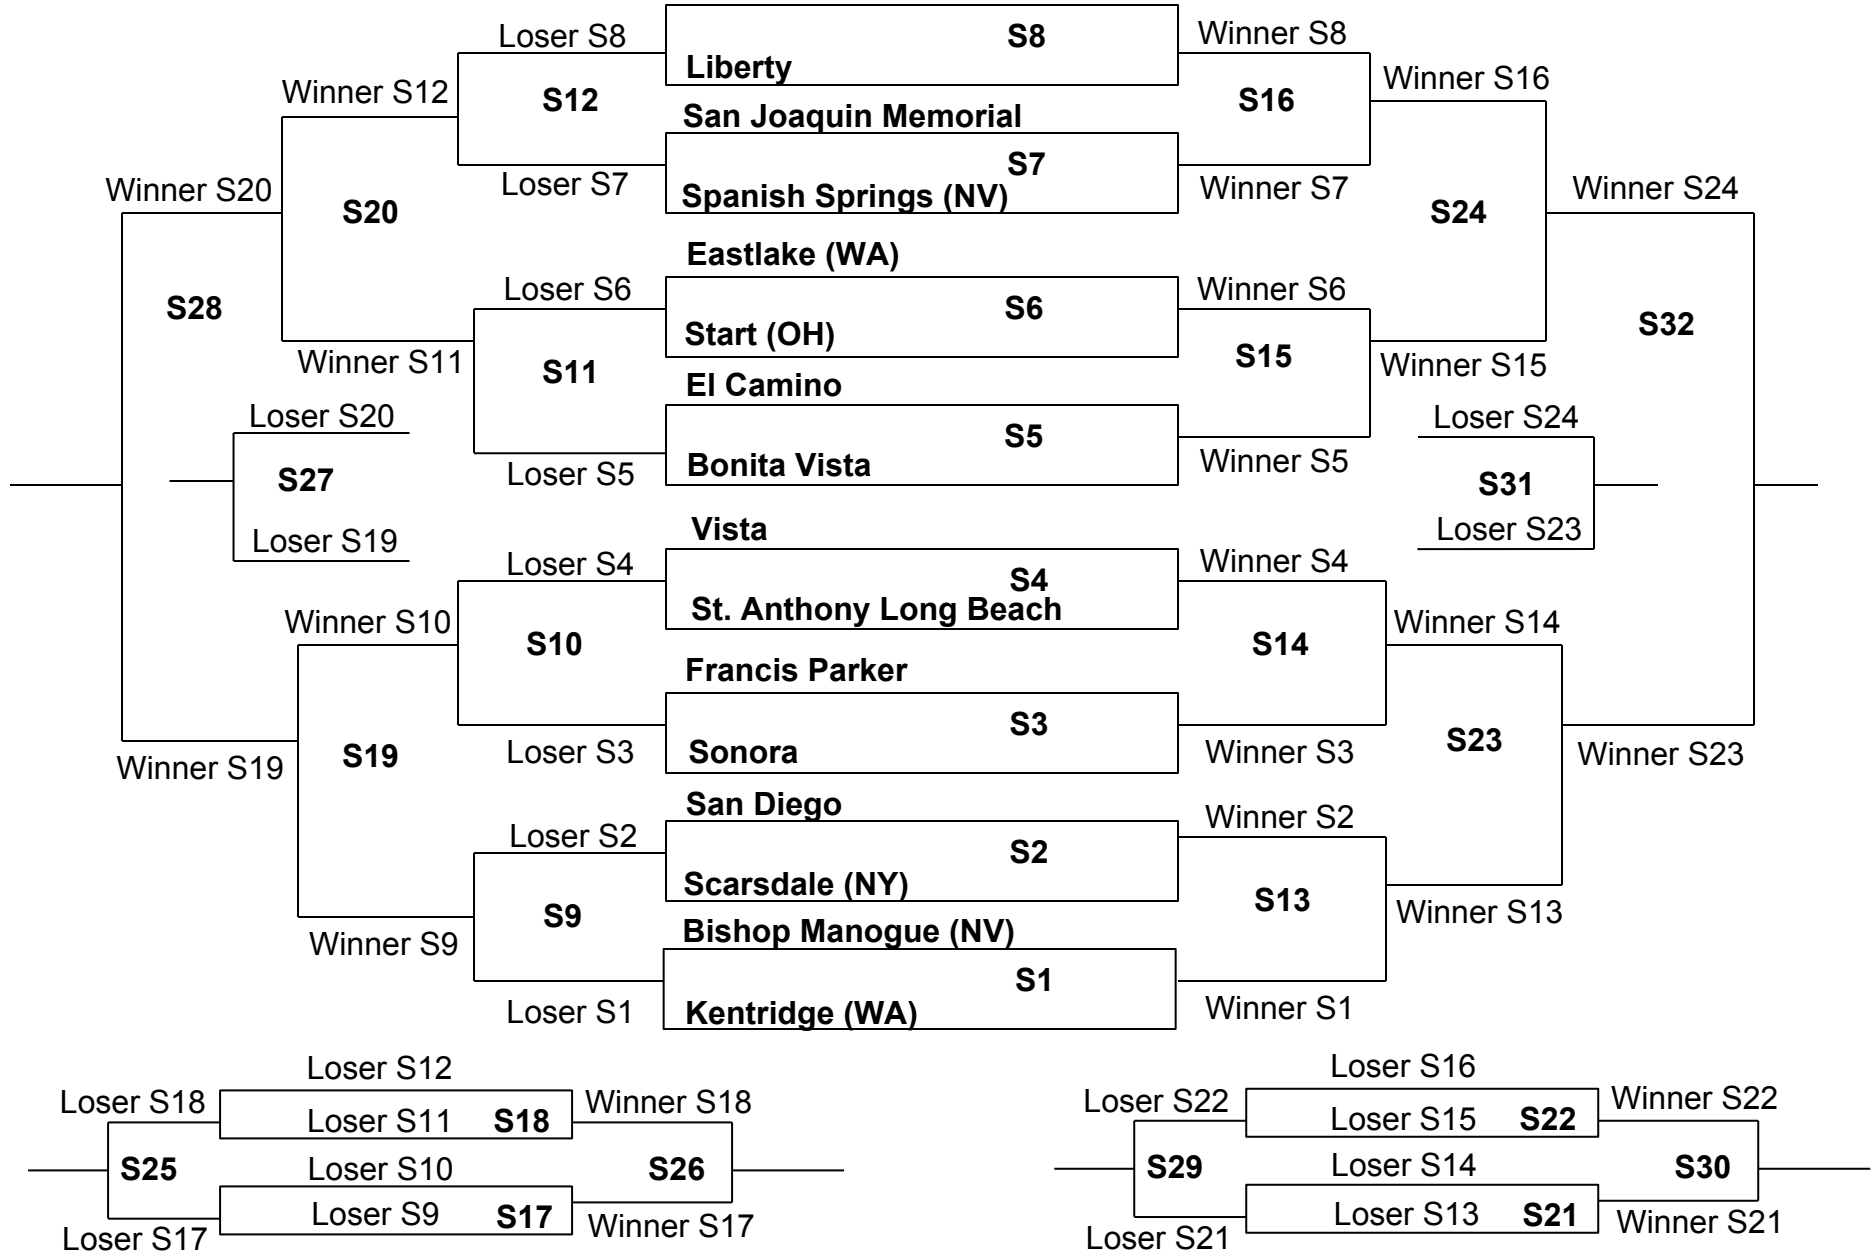 Loser S8
S8
Winner S8
Liberty
Winner S12
S12
S16
Winner S16
San Joaquin Memorial
S7
Loser S7
Winner S7
Spanish Springs (NV)
Winner S20
S20
S24
Winner S24
Eastlake (WA)
Loser S6
S6
Winner S6
S28
S32
Start (OH)
Winner S11
S11
S15
Winner S15
El Camino
Loser S20
S5
Loser S24
Loser S5
Bonita Vista
Winner S5
S27
S31
Vista
Loser S19
Loser S23
Loser S4
S4
Winner S4
St. Anthony Long Beach
Winner S10
S10
S14
Winner S14
Francis Parker
S3
Loser S3
Sonora
Winner S3
Winner S19
S19
S23
Winner S23
San Diego
Loser S2
S2
Winner S2
Scarsdale (NY)
S9
S13
Winner S13
Winner S9
Bishop Manogue (NV)
S1
Loser S1
Kentridge (WA)
Winner S1
Loser S12
Loser S18
Loser S11 S18
Winner S18
S25
Loser S10
S26
Loser S9 S17
Loser S17
Winner S17
Loser S16
Loser S22
Loser S15 S22
Winner S22
S29
Loser S14
S30
Loser S13 S21
Loser S21
Winner S21